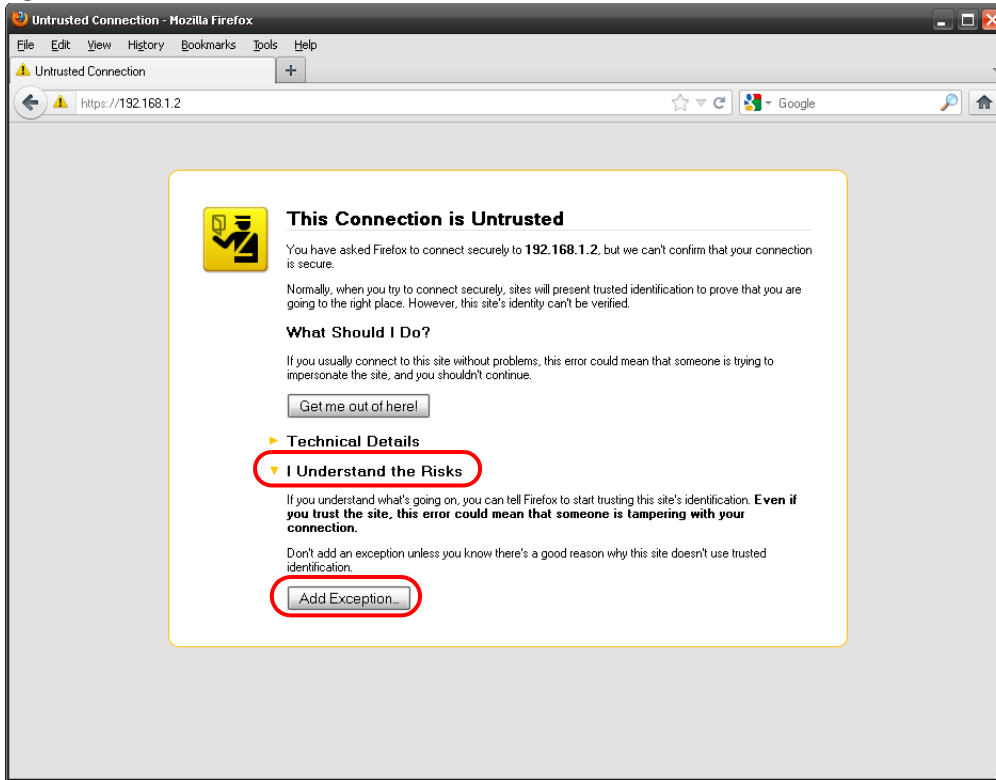 Untrusted Connection - Mozilla Firefox
File Edit View History Bookmarks Tools Help
Untrusted Connection
https://192.168.1.2
Google
This Connection is Untrusted
You have asked Firefox to connect securely to 192.168.1.2, but we can't confirm that your connection
is secure.
Normally, when you try to connect securely, sites will present trusted identification to prove that you are
going to the right place. However, this site's identity can't be verified.
What Should I Do?
If you usually connect to this site without problems, this error could mean that someone is trying to
impersonate the site, and you shouldn't continue.
Get me out of here!
Technical Details
I Understand the Risks
If you understand what's going on, you can tell Firefox to start trusting this site's identification. Even if
you trust the site, this error could mean that someone is tampering with your
connection.
Don't add an exception unless you know there's a good reason why this site doesn't use trusted
identification.
Add Exception...